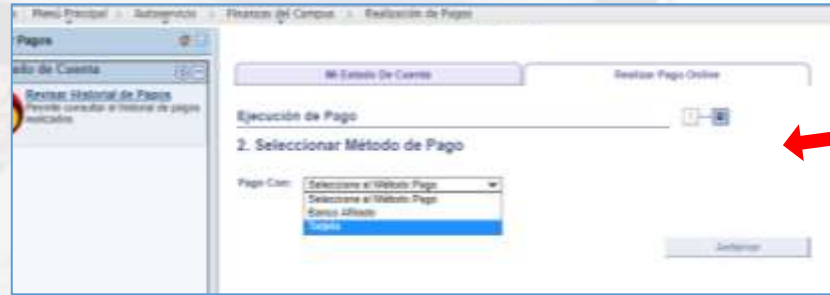 Menú Principal > Autoservicio > Finanzas del Campus > Realización de Pagos
Pagos
ado de Cuenta
Revisar Historial de Pagos
Permite consultar el historial de pagos
realizados
Mi Estado De Cuenta
Realizar Pago Online
Ejecución de Pago
2. Seleccionar Método de Pago
Pago Con:
Seleccione el Método Pago
Seleccione el Método Pago
Banco Afiliado
Tarjeta
Anterior